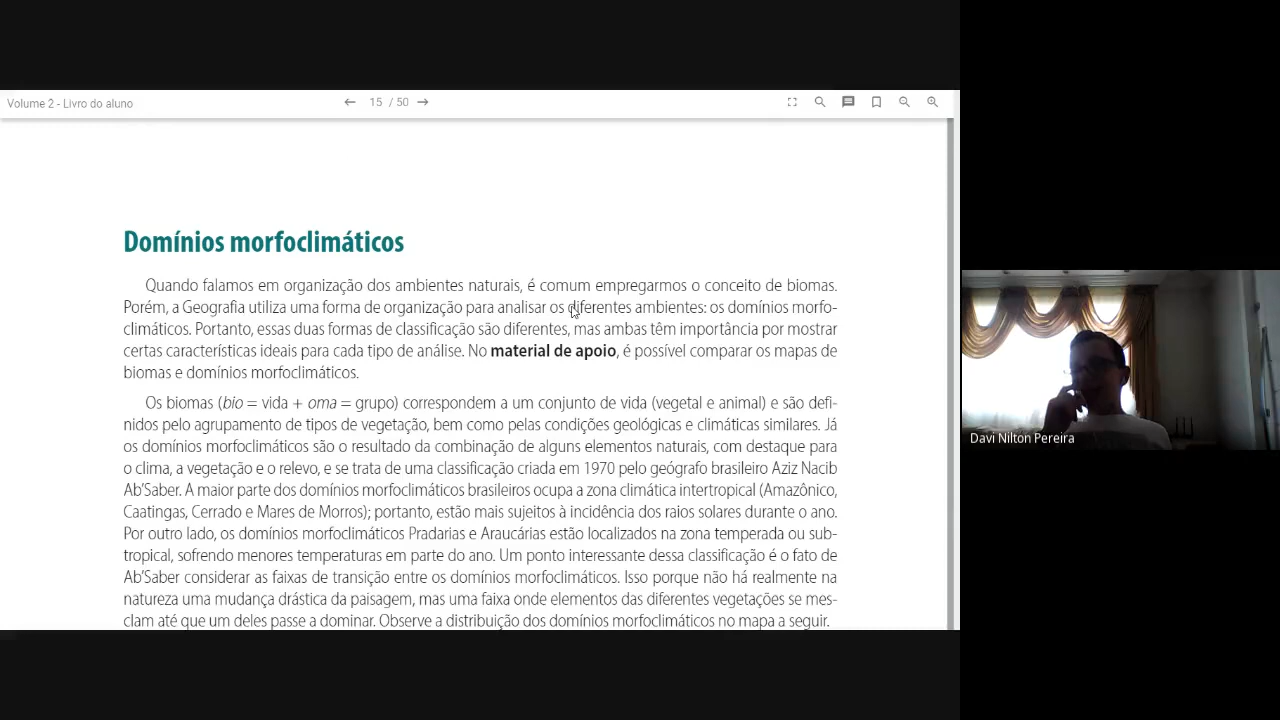 Volume 2 - Livro do aluno
15 / 50
Domínios morfoclimáticos
Quando falamos em organização dos ambientes naturais, é comum empregarmos o conceito de biomas.
Porém, a Geografia utiliza uma forma de organização para analisar os diferentes ambientes: os domínios morfo-
climáticos. Portanto, essas duas formas de classificação são diferentes, mas ambas têm importância por mostrar
certas características ideais para cada tipo de análise. No material de apoio, é possível comparar os mapas de
biomas e domínios morfoclimáticos.
Os biomas (bio = vida + oma = grupo) correspondem a um conjunto de vida (vegetal e animal) e são defi-
nidos pelo agrupamento de tipos de vegetação, bem como pelas condições geológicas e climáticas similares. Já
os domínios morfoclimáticos são o resultado da combinação de alguns elementos naturais, com destaque para
o clima, a vegetação e o relevo, e se trata de uma classificação criada em 1970 pelo geógrafo brasileiro Aziz Nacib
Ab'Saber. A maior parte dos domínios morfoclimáticos brasileiros ocupa a zona climática intertropical (Amazônico,
Caatingas, Cerrado e Mares de Morros); portanto, estão mais sujeitos à incidência dos raios solares durante o ano.
Por outro lado, os domínios morfoclimáticos Pradarias e Araucárias estão localizados na zona temperada ou sub-
tropical, sofrendo menores temperaturas em parte do ano. Um ponto interessante dessa classificação é o fato de
Ab'Saber considerar as faixas de transição entre os domínios morfoclimáticos. Isso porque não há realmente na
natureza uma mudança drástica da paisagem, mas uma faixa onde elementos das diferentes vegetações se mes-
clam até que um deles passe a dominar. Observe a distribuição dos domínios morfoclimáticos no mapa a seguir.
Davi Nilton Pereira